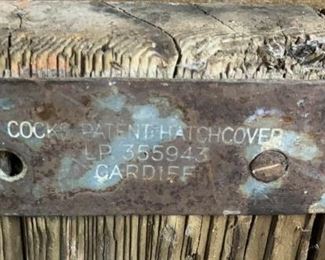 COCKS PATENT HATCHCOVER
LP 355943
CARDIFF